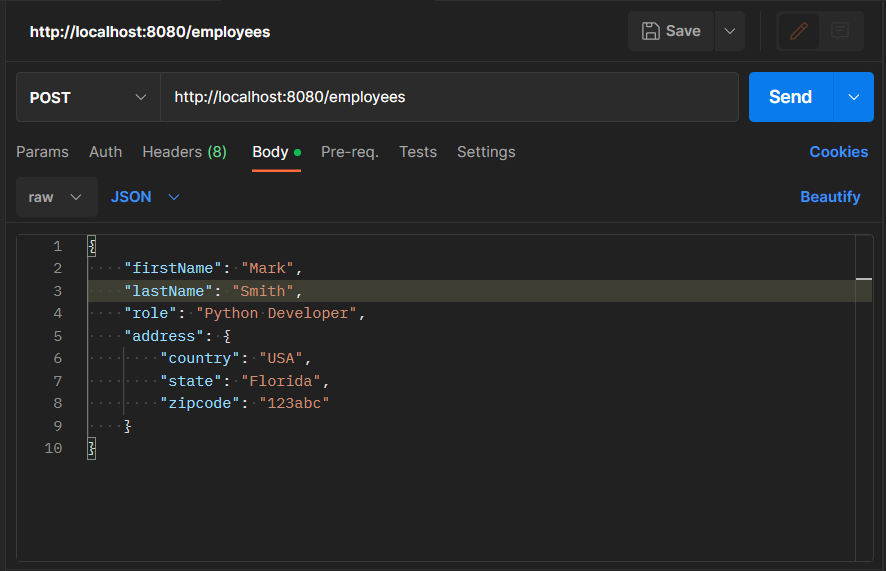 http://localhost:8080/employees Save
POST http://localhost:8080/employees Send
Params Auth Headers (8) Body Pre-req. Tests Settings Cookies
raw JSON Beautify
1 {
2 "firstName": "Mark",
3 "lastName": "Smith",
4 "role": "Python Developer",
5 "address": {
6 "country": "USA",
7 "state": "Florida",
8 "zipcode": "123abc"
9 }
10 }